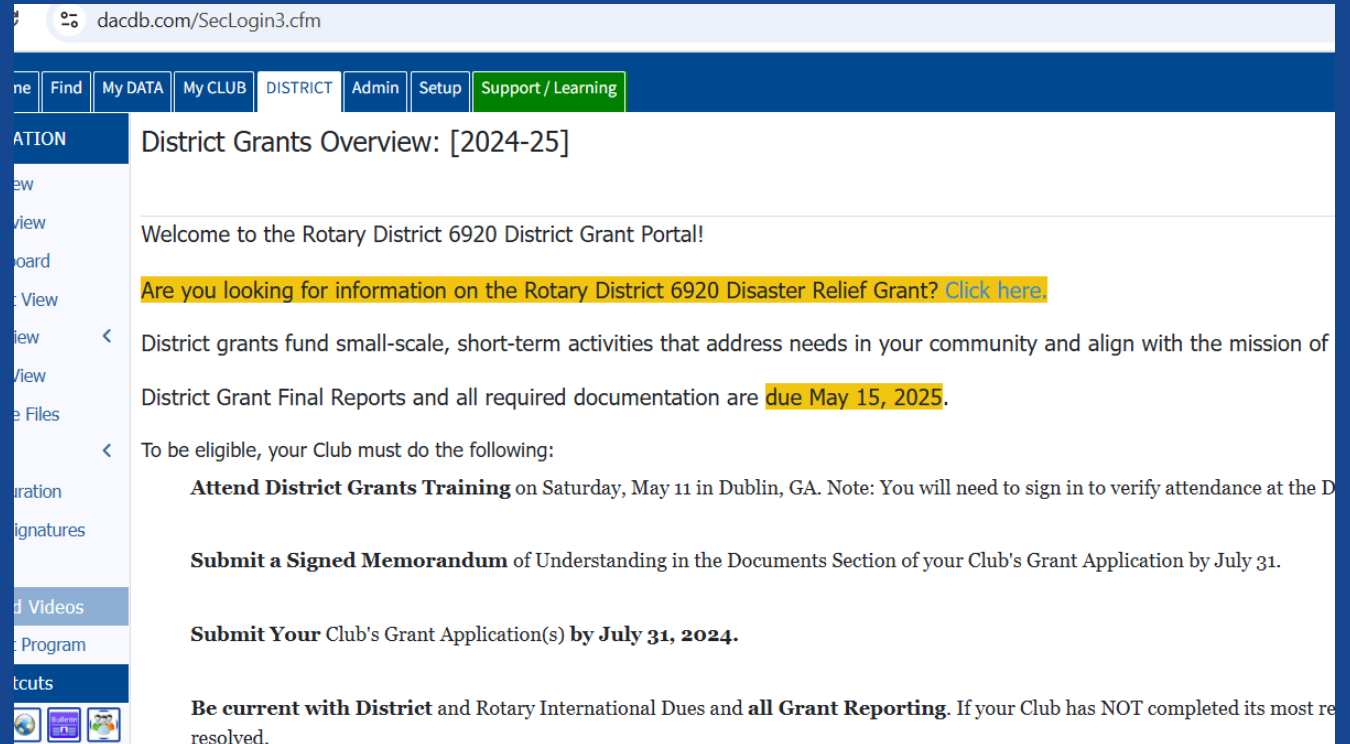 dacdb.com/SecLogin3.cfm
ne Find My DATA My CLUB DISTRICT Admin Setup Support / Learning
ATION
ew
view
oard
t View
iew
View
e Files
uration
ignatures
d Videos
t Program
tcuts
Bulletin
District Grants Overview: [2024-25]
Welcome to the Rotary District 6920 District Grant Portal!
Are you looking for information on the Rotary District 6920 Disaster Relief Grant? Click here.
District grants fund small-scale, short-term activities that address needs in your community and align with the mission of
District Grant Final Reports and all required documentation are due May 15, 2025.
To be eligible, your Club must do the following:
Attend District Grants Training on Saturday, May 11 in Dublin, GA. Note: You will need to sign in to verify attendance at the D
Submit a Signed Memorandum of Understanding in the Documents Section of your Club's Grant Application by July 31.
Submit Your Club's Grant Application(s) by July 31, 2024.
Be current with District and Rotary International Dues and all Grant Reporting. If your Club has NOT completed its most re
resolved.